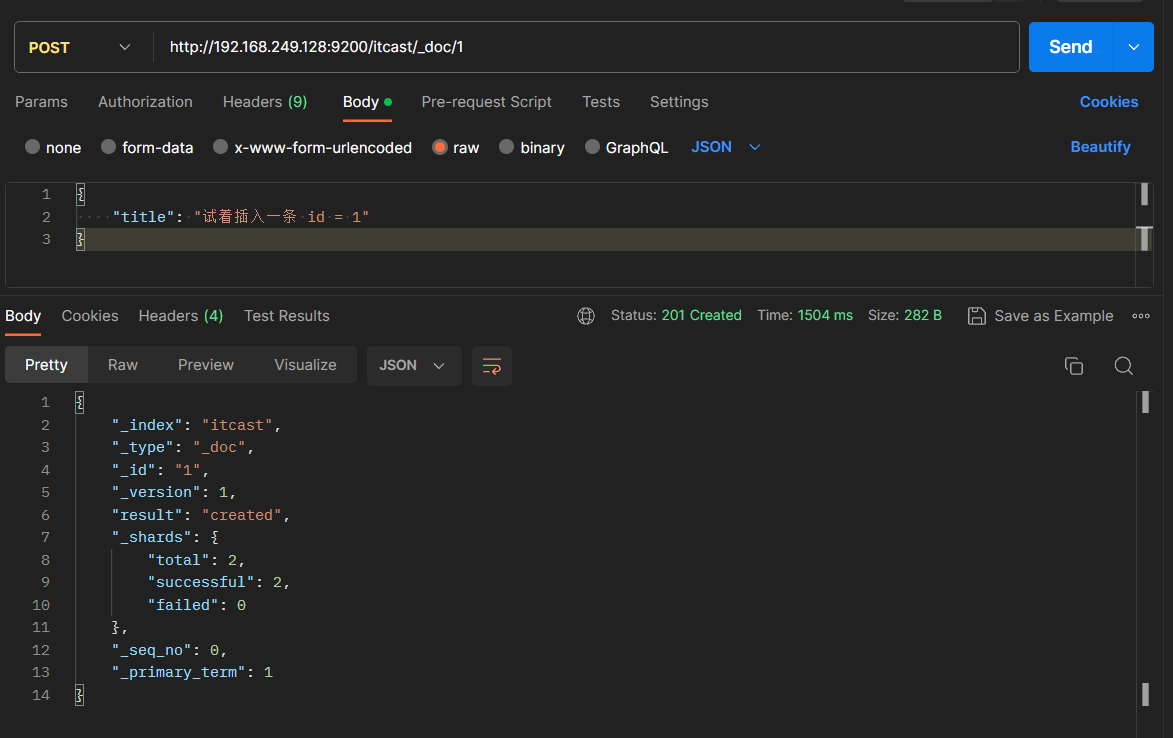 POST http://192.168.249.128:9200/itcast/_doc/1 Send
Params Authorization Headers (9) Body Pre-request Script Tests Settings Cookies
none form-data x-www-form-urlencoded raw binary GraphQL JSON Beautify
1 {
2 "title": "试着插入一条 id = 1"
3 }
Body Cookies Headers (4) Test Results Status: 201 Created Time: 1504 ms Size: 282 B Save as Example
Pretty Raw Preview Visualize JSON
1 {
2 "_index": "itcast",
3 "_type": "_doc",
4 "_id": "1",
5 "_version": 1,
6 "result": "created",
7 "_shards": {
8 "total": 2,
9 "successful": 2,
10 "failed": 0
11 },
12 "_seq_no": 0,
13 "_primary_term": 1
14 }